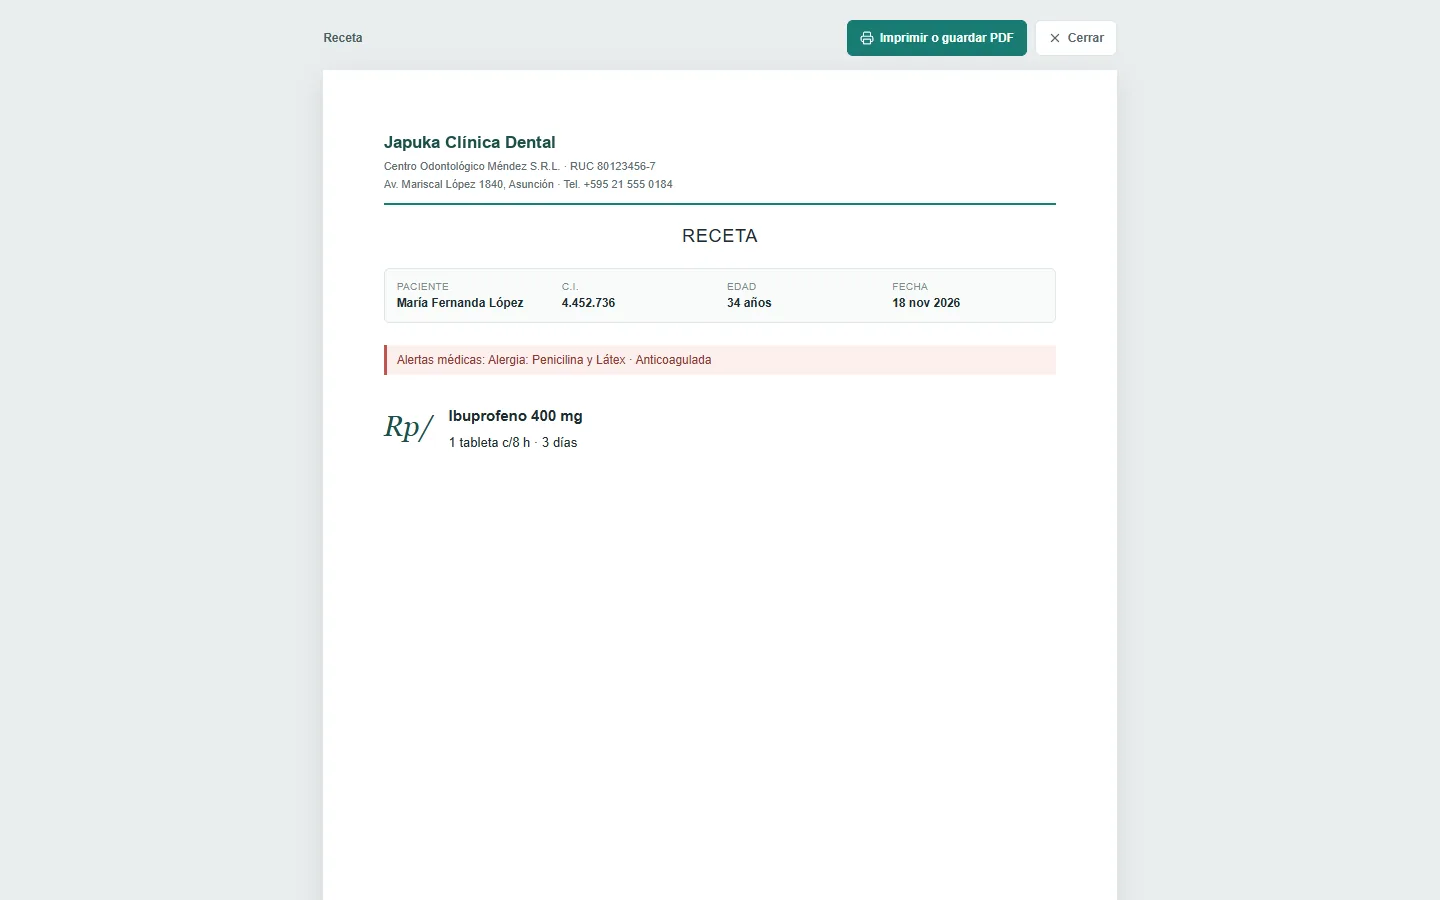 Receta
Imprimir o guardar PDF
Cerrar
Japuka Clínica Dental
Centro Odontológico Méndez S.R.L. · RUC 80123456-7
Av. Mariscal López 1840, Asunción · Tel. +595 21 555 0184
RECETA
PACIENTE C.I. EDAD FECHA
María Fernanda López 4.452.736 34 años 18 nov 2026
Alertas médicas: Alergia: Penicilina y Látex · Anticoagulada
Rp/ Ibuprofeno 400 mg
1 tableta c/8 h · 3 días